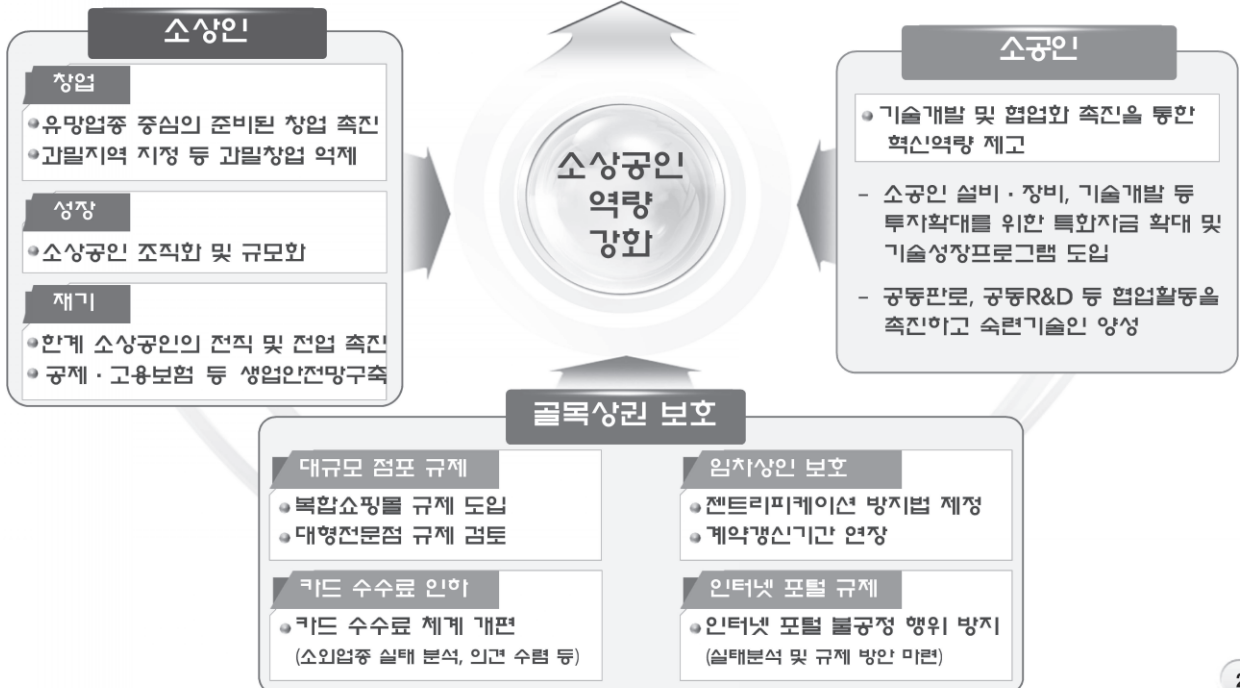 소상인
창업
유망업종 중심의 준비된 창업 촉진
과밀지역 지정 등 과밀창업 억제
성장
소상공인 조직화 및 규모화
재기
한계 소상공인의 전직 및 전업 촉진
공제 · 고용보험 등 생업안전망구축
소상공인
역량
강화
소공인
기술개발 및 협업화 촉진을 통한
혁신역량 제고
- 소공인 설비 · 장비, 기술개발 등
투자확대를 위한 특화자금 확대 및
기술성장프로그램 도입
- 공동판로, 공동R&D 등 협업활동을
촉진하고 숙련기술인 양성
골목상권 보호
대규모 점포 규제
복합쇼핑몰 규제 도입
대형전문점 규제 검토
임차상인 보호
젠트리피케이션 방지법 제정
계약갱신기간 연장
카드 수수료 인하
카드 수수료 체계 개편
(소외업종 실태 분석, 의견 수렴 등)
인터넷 포털 규제
인터넷 포털 불공정 행위 방지
(실태분석 및 규제 방안 마련)
2